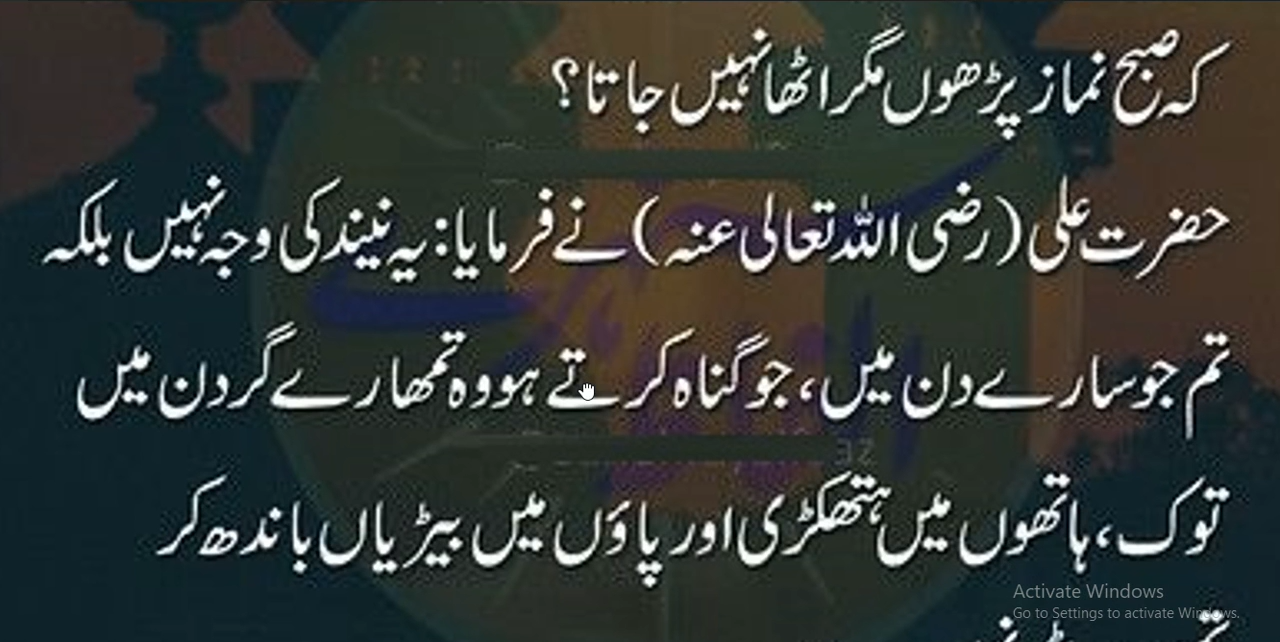 کہ صبح نماز پڑھوں مگر اٹھا نہیں جاتا؟
حضرت علی (رضی اللہ تعالی عنہ) نے فرمایا: یہ نیند کی وجہ نہیں بلکہ
تم جو سارے دن میں، جو گناہ کرتے ہو وہ تمھارے گردن میں
توک، ہاتھوں میں ہتھکڑی اور پاؤں میں بیڑیاں باندھ کر
Activate Windows
Go to Settings to activate Windows.